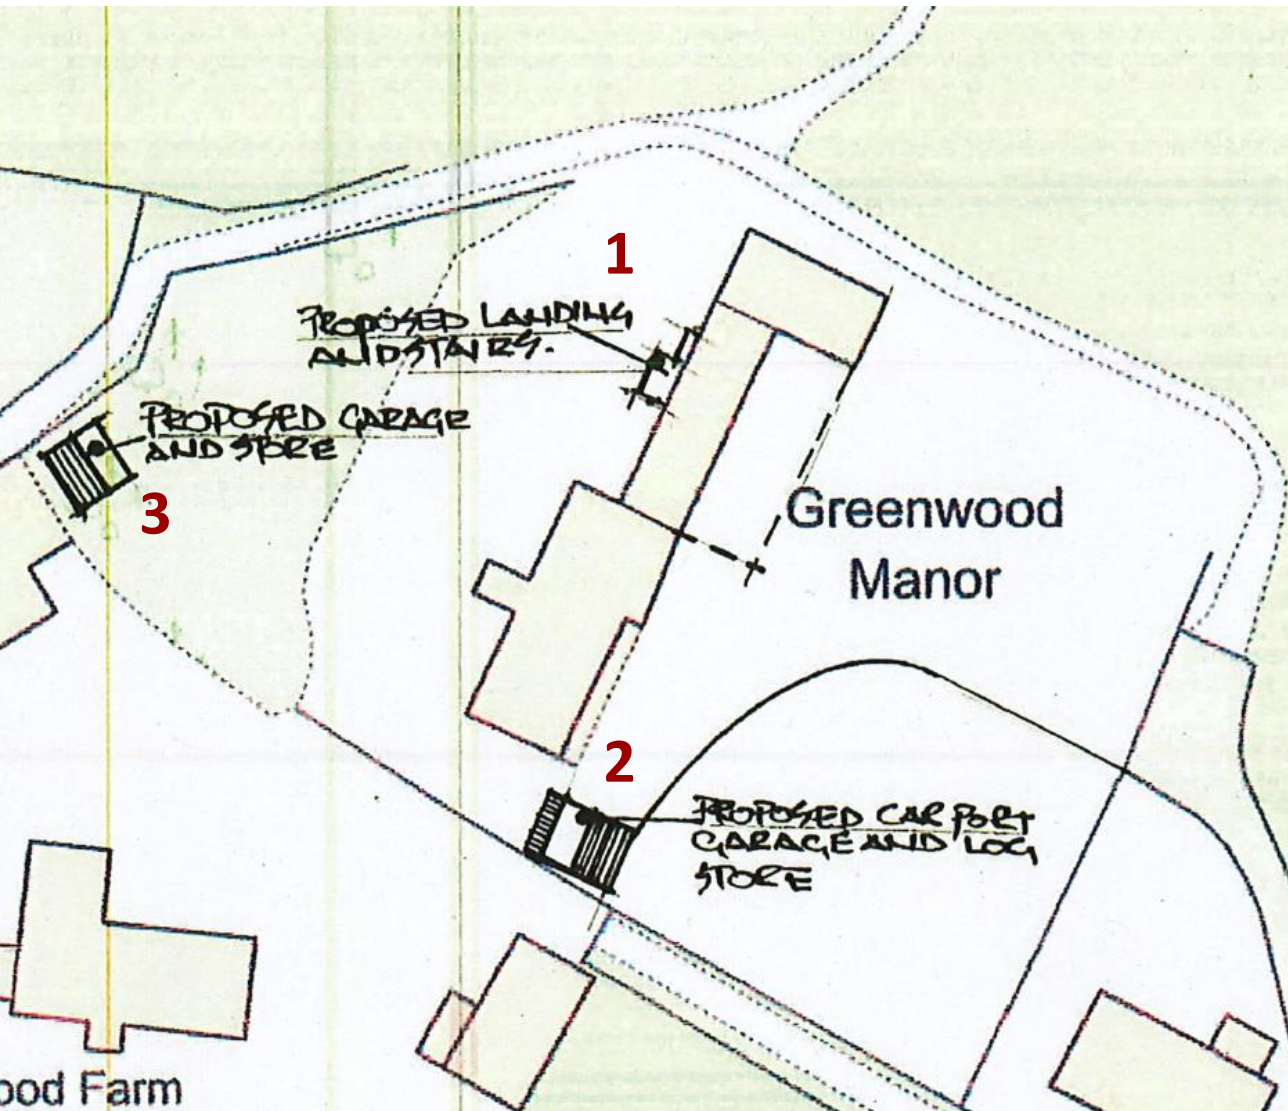 1
PROPOSED LANDING
AND STAIRS.
PROPOSED GARAGE
AND STORE
3
Greenwood
Manor
2
PROPOSED CAR PORT
GARAGE AND LOG
STORE
ood Farm